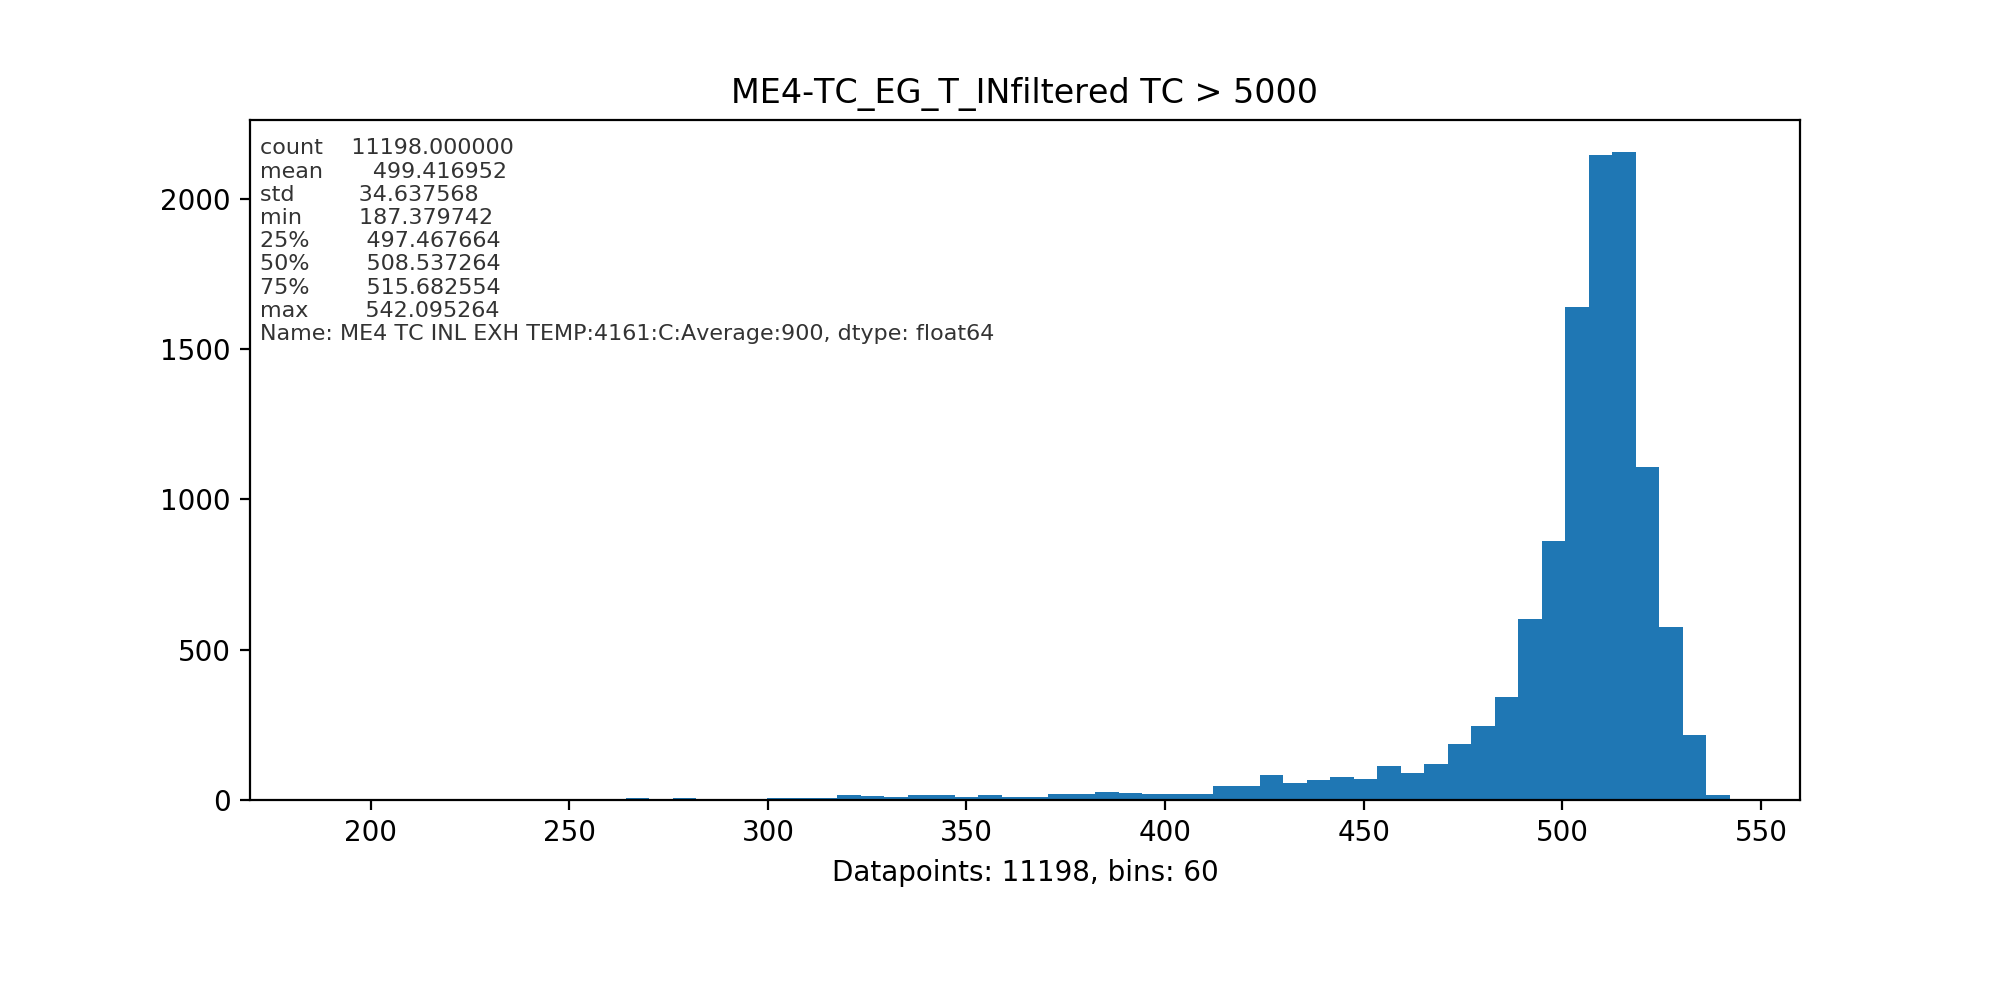 ME4-TC_EG_T_INfiltered TC > 5000
count 11198.000000
mean 499.416952
std 34.637568
min 187.379742
25% 497.467664
50% 508.537264
75% 515.682554
max 542.095264
Name: ME4 TC INL EXH TEMP:4161:C:Average:900, dtype: float64
2000
1500
1000
500
0
200 250 300 350 400 450 500 550
Datapoints: 11198, bins: 60